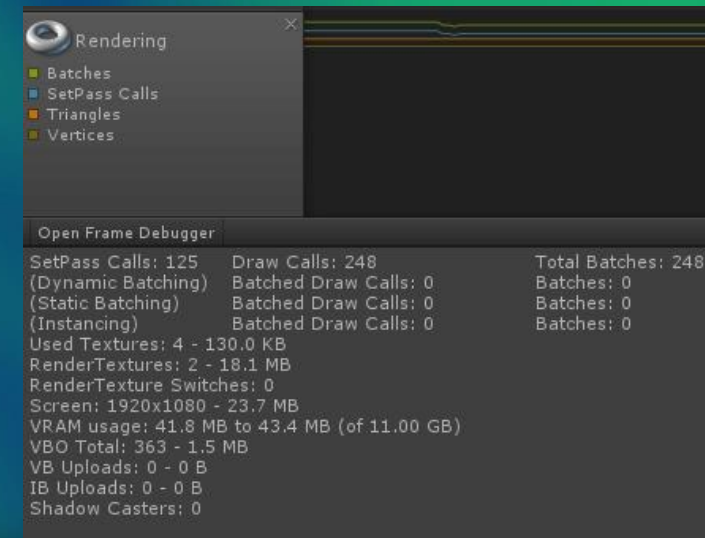 Rendering
Batches
SetPass Calls
Triangles
Vertices
Open Frame Debugger
SetPass Calls: 125 Draw Calls: 248 Total Batches: 248
(Dynamic Batching) Batched Draw Calls: 0 Batches: 0
(Static Batching) Batched Draw Calls: 0 Batches: 0
(Instancing) Batched Draw Calls: 0 Batches: 0
Used Textures: 4 - 130.0 KB
RenderTextures: 2 - 18.1 MB
RenderTexture Switches: 0
Screen: 1920x1080 - 23.7 MB
VRAM usage: 41.8 MB to 43.4 MB (of 11.00 GB)
VBO Total: 363 - 1.5 MB
VB Uploads: 0 - 0 B
IB Uploads: 0 - 0 B
Shadow Casters: 0